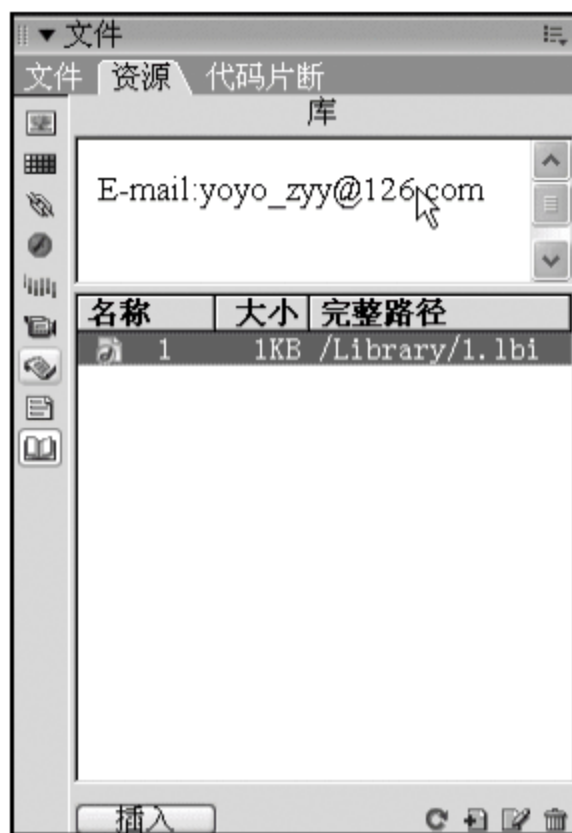 文件
文件 资源 代码片断
库
E-mail:yoyo_zyy@126.com
名称 大小 完整路径
1 1KB /Library/1.lbi
插入